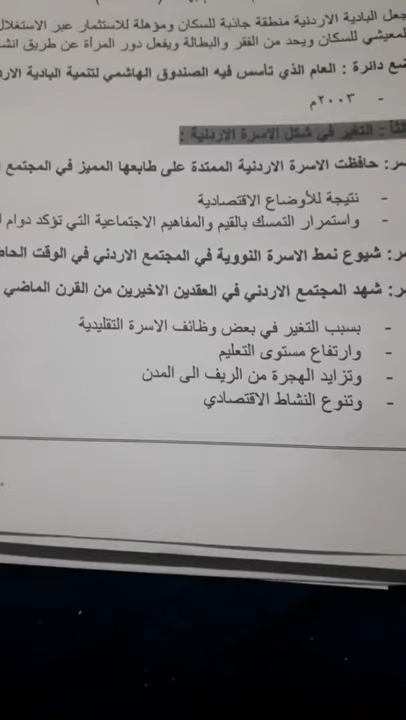 جعل البادية الاردنية منطقة جاذبة للسكان ومؤهلة للاستثمار عبر الاستغلال
المعيشي للسكان ويحد من الفقر والبطالة ويفعل دور المرأة عن طريق
ضع دائرة : العام الذي تأسس فيه الصندوق الهاشمي لتنمية البادية
- ٢٠٠٣م
التغير في شكل الاسرة الاردنية :
حافظت الاسرة الاردنية الممتدة على طابعها المميز في المجتمع
- نتيجة للأوضاع الاقتصادية
- واستمرار التمسك بالقيم والمفاهيم الاجتماعية التي تؤكد دوام
شيوع نمط الاسرة النووية في المجتمع الاردني في الوقت
شهد المجتمع الاردني في العقدين الاخيرين من القرن الماضي
- بسبب التغير في بعض وظائف الاسرة التقليدية
- وارتفاع مستوى التعليم
- وتزايد الهجرة من الريف الى المدن
- وتنوع النشاط الاقتصادي